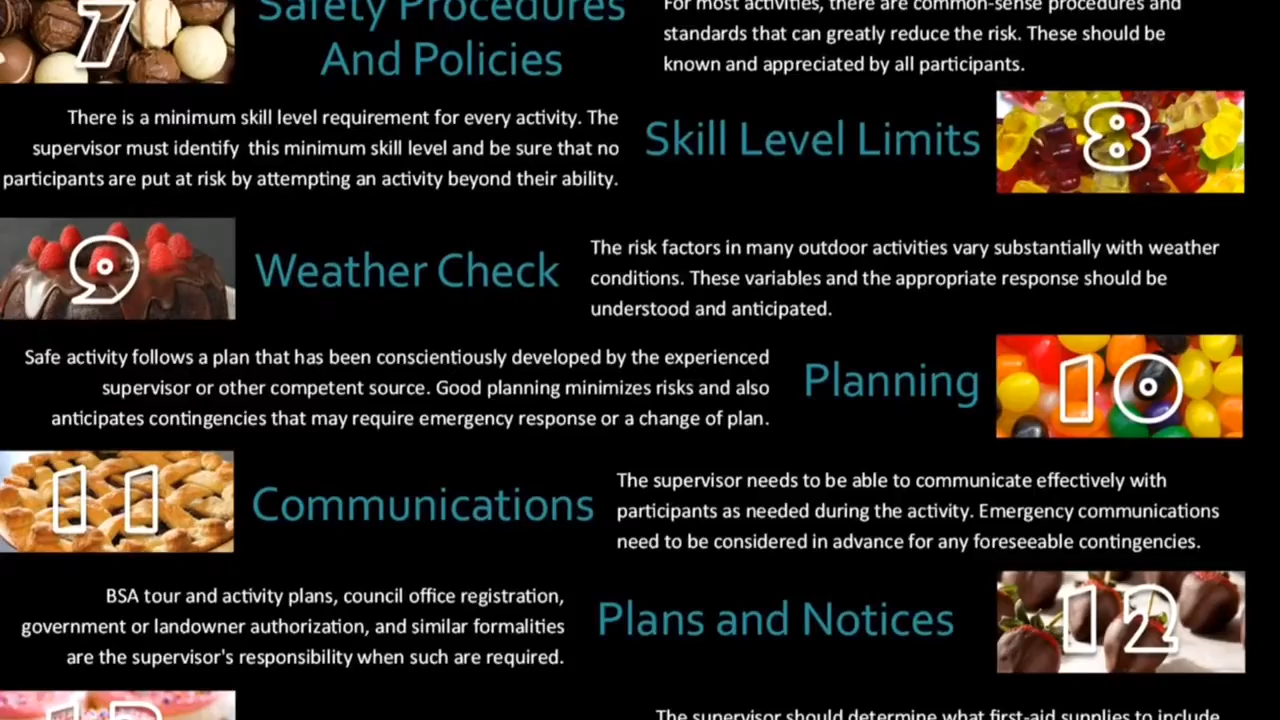 7
Safety Procedures
And Policies
For most activities, there are common-sense procedures and
standards that can greatly reduce the risk. These should be
known and appreciated by all participants.
There is a minimum skill level requirement for every activity. The
supervisor must identify this minimum skill level and be sure that no
participants are put at risk by attempting an activity beyond their ability.
Skill Level Limits
8
9
Weather Check
The risk factors in many outdoor activities vary substantially with weather
conditions. These variables and the appropriate response should be
understood and anticipated.
Safe activity follows a plan that has been conscientiously developed by the experienced
supervisor or other competent source. Good planning minimizes risks and also
anticipates contingencies that may require emergency response or a change of plan.
Planning
10
11
Communications
The supervisor needs to be able to communicate effectively with
participants as needed during the activity. Emergency communications
need to be considered in advance for any foreseeable contingencies.
BSA tour and activity plans, council office registration,
government or landowner authorization, and similar formalities
are the supervisor's responsibility when such are required.
Plans and Notices
12
The supervisor should determine what first-aid supplies to include